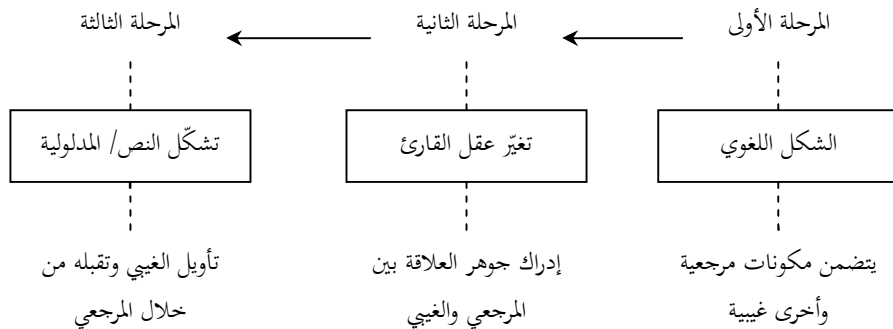 المرحلة الأولى
المرحلة الثانية
المرحلة الثالثة
الشكل اللغوي
تغيّر عقل القارئ
تشكّل النص/ المدلولية
يتضمن مكونات مرجعية
وأخرى غيبية
إدراك جوهر العلاقة بين
المرجعي والغيبي
تأويل الغيبي وتقبله من
خلال المرجعي